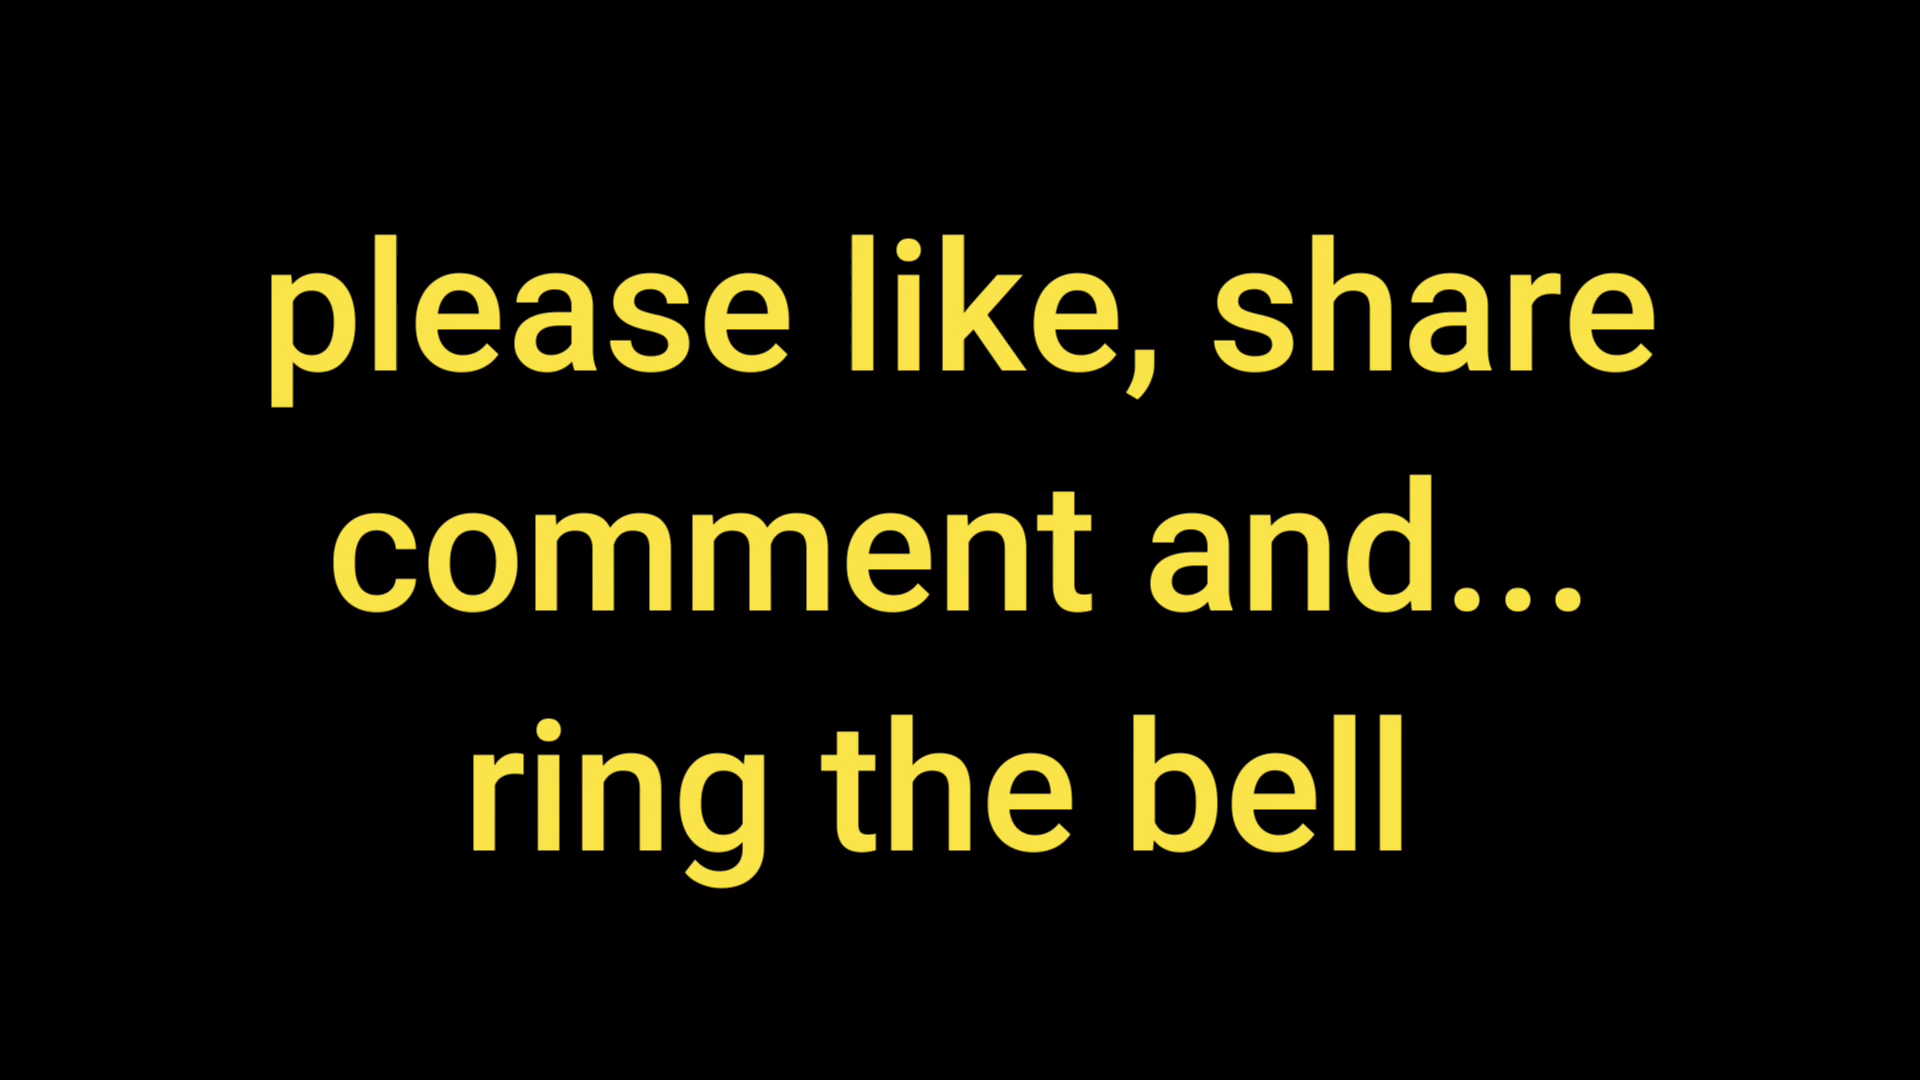 please like, share
comment and...
ring the bell